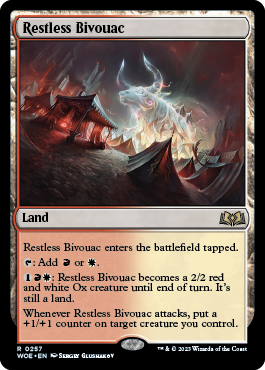 Restless Bivouac
Land
Restless Bivouac enters the battlefield tapped.
: Add or .
1 : Restless Bivouac becomes a 2/2 red
and white Ox creature until end of turn. It's
still a land.
Whenever Restless Bivouac attacks, put a
+1/+1 counter on target creature you control.
R 0257
WOE • EN Sergey Glushakov
™ & © 2023 Wizards of the Coast